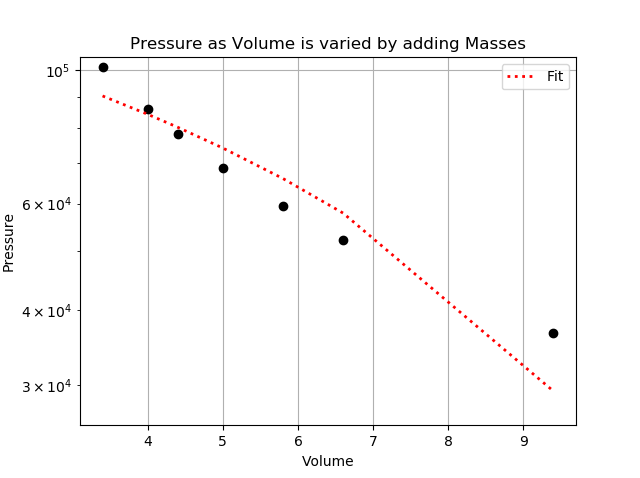 Pressure as Volume is varied by adding Masses
Fit
10⁵
6 × 10⁴
4 × 10⁴
3 × 10⁴
Pressure
4 5 6 7 8 9
Volume